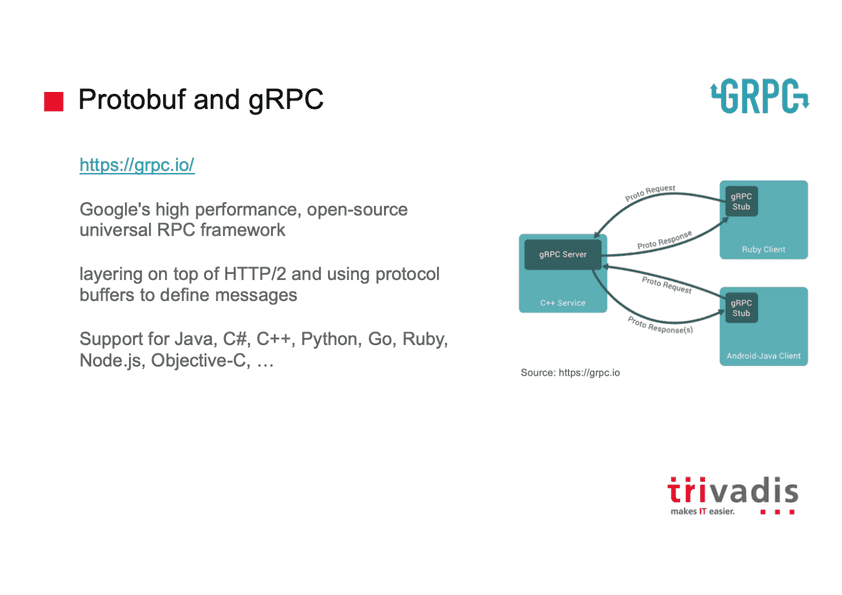 Protobuf and gRPC
GRPC
https://grpc.io/
Google's high performance, open-source
universal RPC framework
layering on top of HTTP/2 and using protocol
buffers to define messages
Support for Java, C#, C++, Python, Go, Ruby,
Node.js, Objective-C, …
Proto Request
gRPC
Stub
Proto Response
Ruby Client
gRPC Server
C++ Service
Proto Request
gRPC
Stub
Proto Response(s)
Android-Java Client
Source: https://grpc.io
trivadis
makes IT easier.